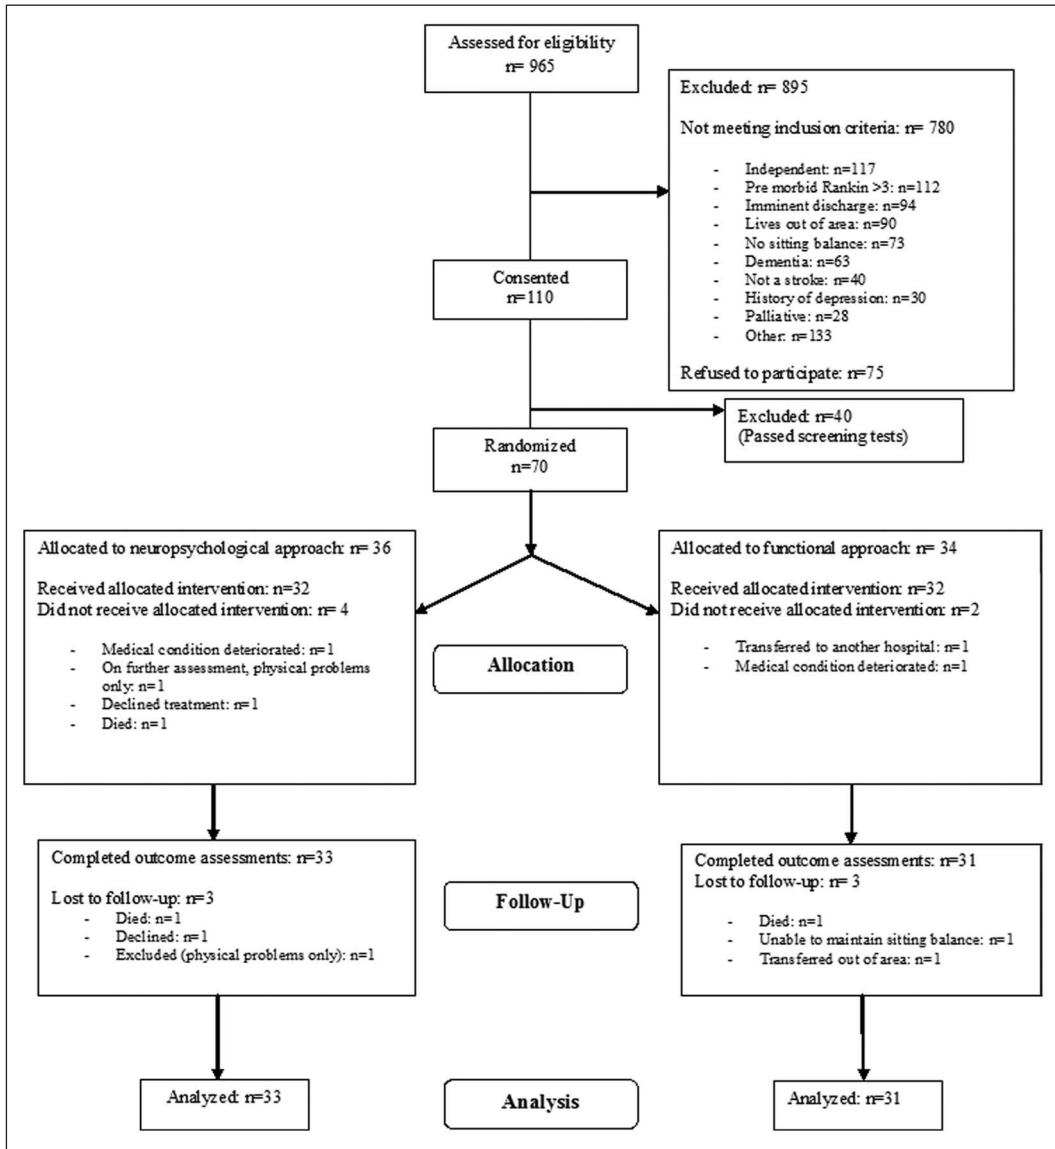 Assessed for eligibility
n= 965
Excluded: n= 895
Not meeting inclusion criteria: n= 780
- Independent: n=117
- Pre morbid Rankin >3: n=112
- Imminent discharge: n=94
- Lives out of area: n=90
- No sitting balance: n=73
- Dementia: n=63
- Not a stroke: n=40
- History of depression: n=30
- Palliative: n=28
- Other: n=133
Refused to participate: n=75
Consented
n=110
Excluded: n=40
(Passed screening tests)
Randomized
n=70
Allocated to neuropsychological approach: n= 36
Received allocated intervention: n=32
Did not receive allocated intervention: n= 4
- Medical condition deteriorated: n=1
- On further assessment, physical problems
only: n=1
- Declined treatment: n=1
- Died: n=1
Allocation
Allocated to functional approach: n= 34
Received allocated intervention: n=32
Did not receive allocated intervention: n=2
- Transferred to another hospital: n=1
- Medical condition deteriorated: n=1
Completed outcome assessments: n=33
Lost to follow-up: n=3
- Died: n=1
- Declined: n=1
- Excluded (physical problems only): n=1
Follow-Up
Completed outcome assessments: n=31
Lost to follow-up: n= 3
- Died: n=1
- Unable to maintain sitting balance: n=1
- Transferred out of area: n=1
Analyzed: n=33
Analysis
Analyzed: n=31